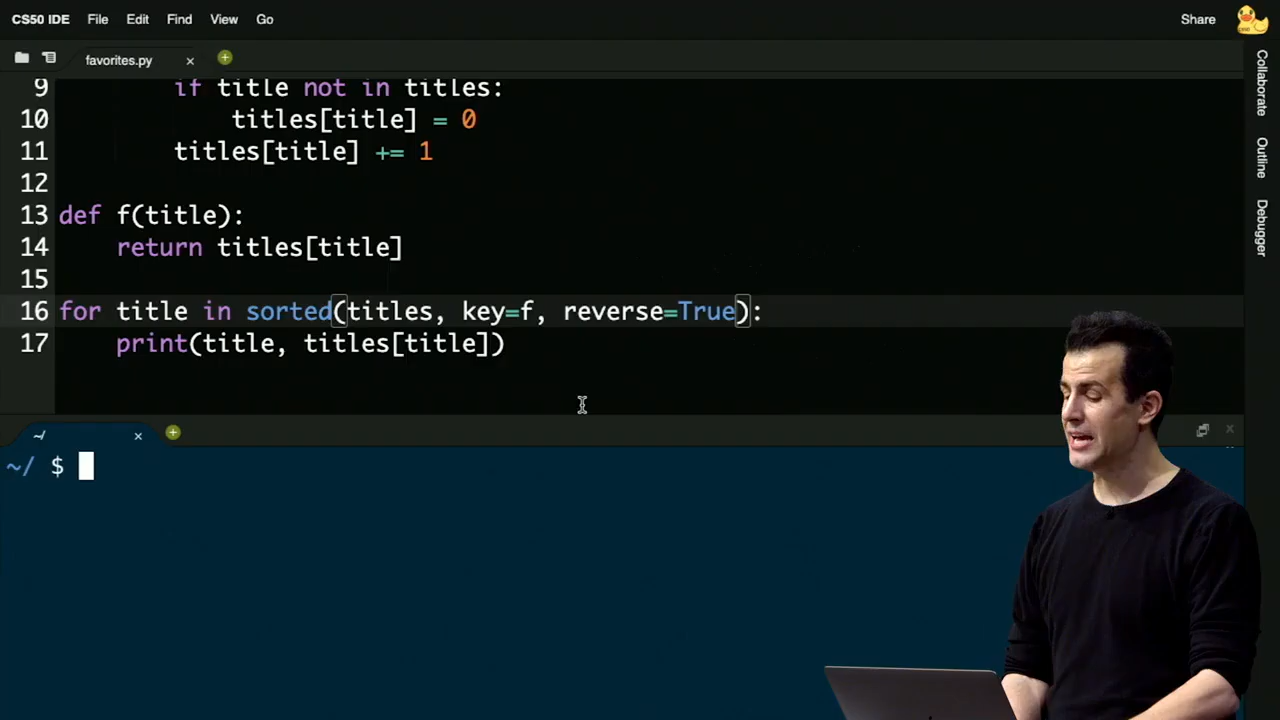 CS50 IDE File Edit Find View Go Share
favorites.py
9 if title not in titles:
10 titles[title] = 0
11 titles[title] += 1
12
13 def f(title):
14 return titles[title]
15
16 for title in sorted(titles, key=f, reverse=True):
17 print(title, titles[title])
~/
~/ $
Collaborate
Outline
Debugger